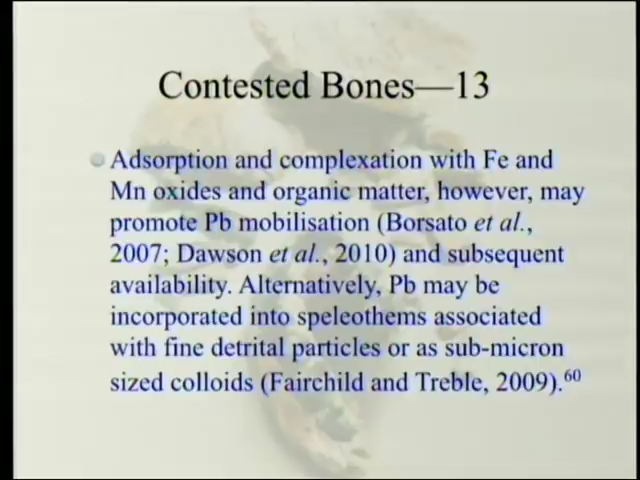 Contested Bones—13
Adsorption and complexation with Fe and
Mn oxides and organic matter, however, may
promote Pb mobilisation (Borsato et al.,
2007; Dawson et al., 2010) and subsequent
availability. Alternatively, Pb may be
incorporated into speleothems associated
with fine detrital particles or as sub-micron
sized colloids (Fairchild and Treble, 2009).60